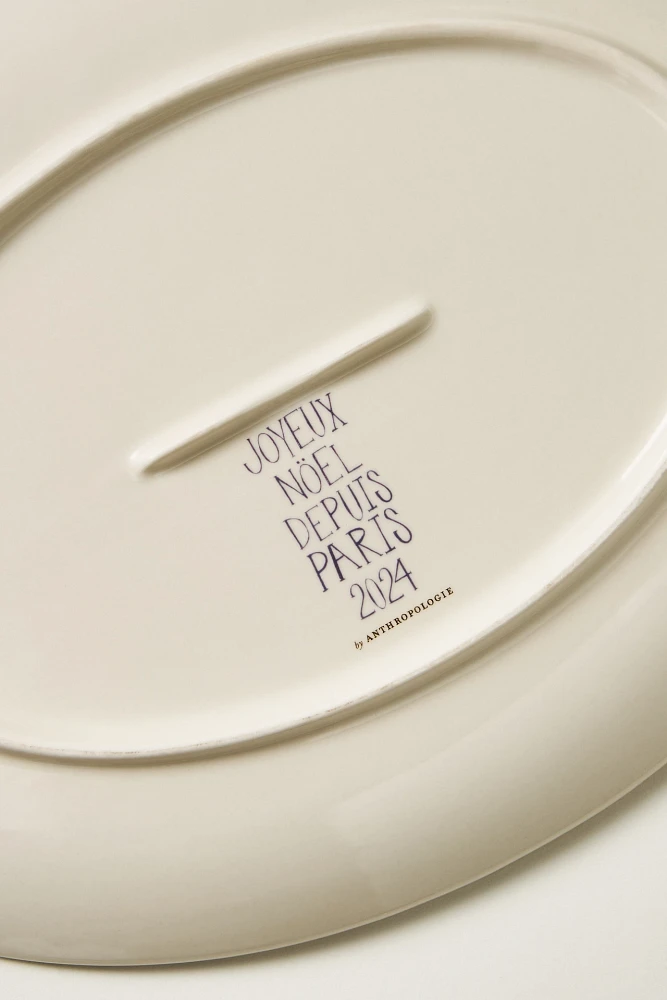 JOYEUX
NÖEL
DEPUIS
PARIS
2024
by ANTHROPOLOGIE